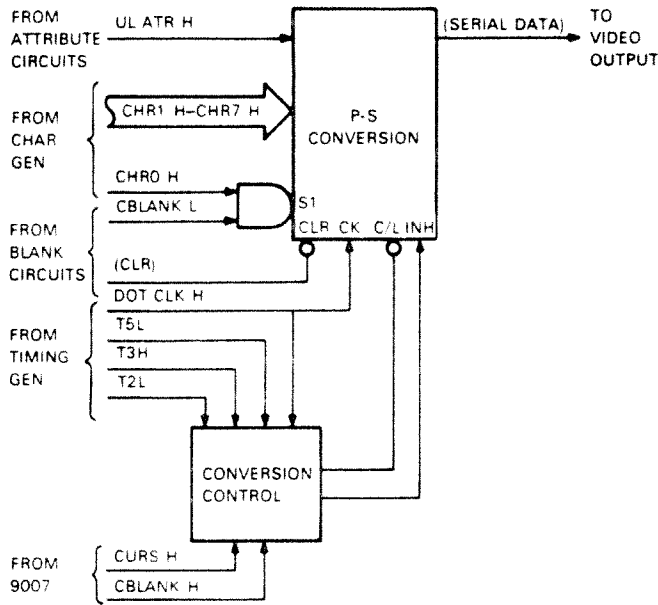 FROM
ATTRIBUTE
CIRCUITS
UL ATR H
(SERIAL DATA)
TO
VIDEO
OUTPUT
FROM
CHAR
GEN
CHR1 H–CHR7 H
P-S
CONVERSION
CHR0 H
CBLANK L
S1
CLR CK C/L INH
FROM
BLANK
CIRCUITS
(CLR)
DOT CLK H
FROM
TIMING
GEN
T5L
T3H
T2L
CONVERSION
CONTROL
FROM
9007
CURS H
CBLANK H